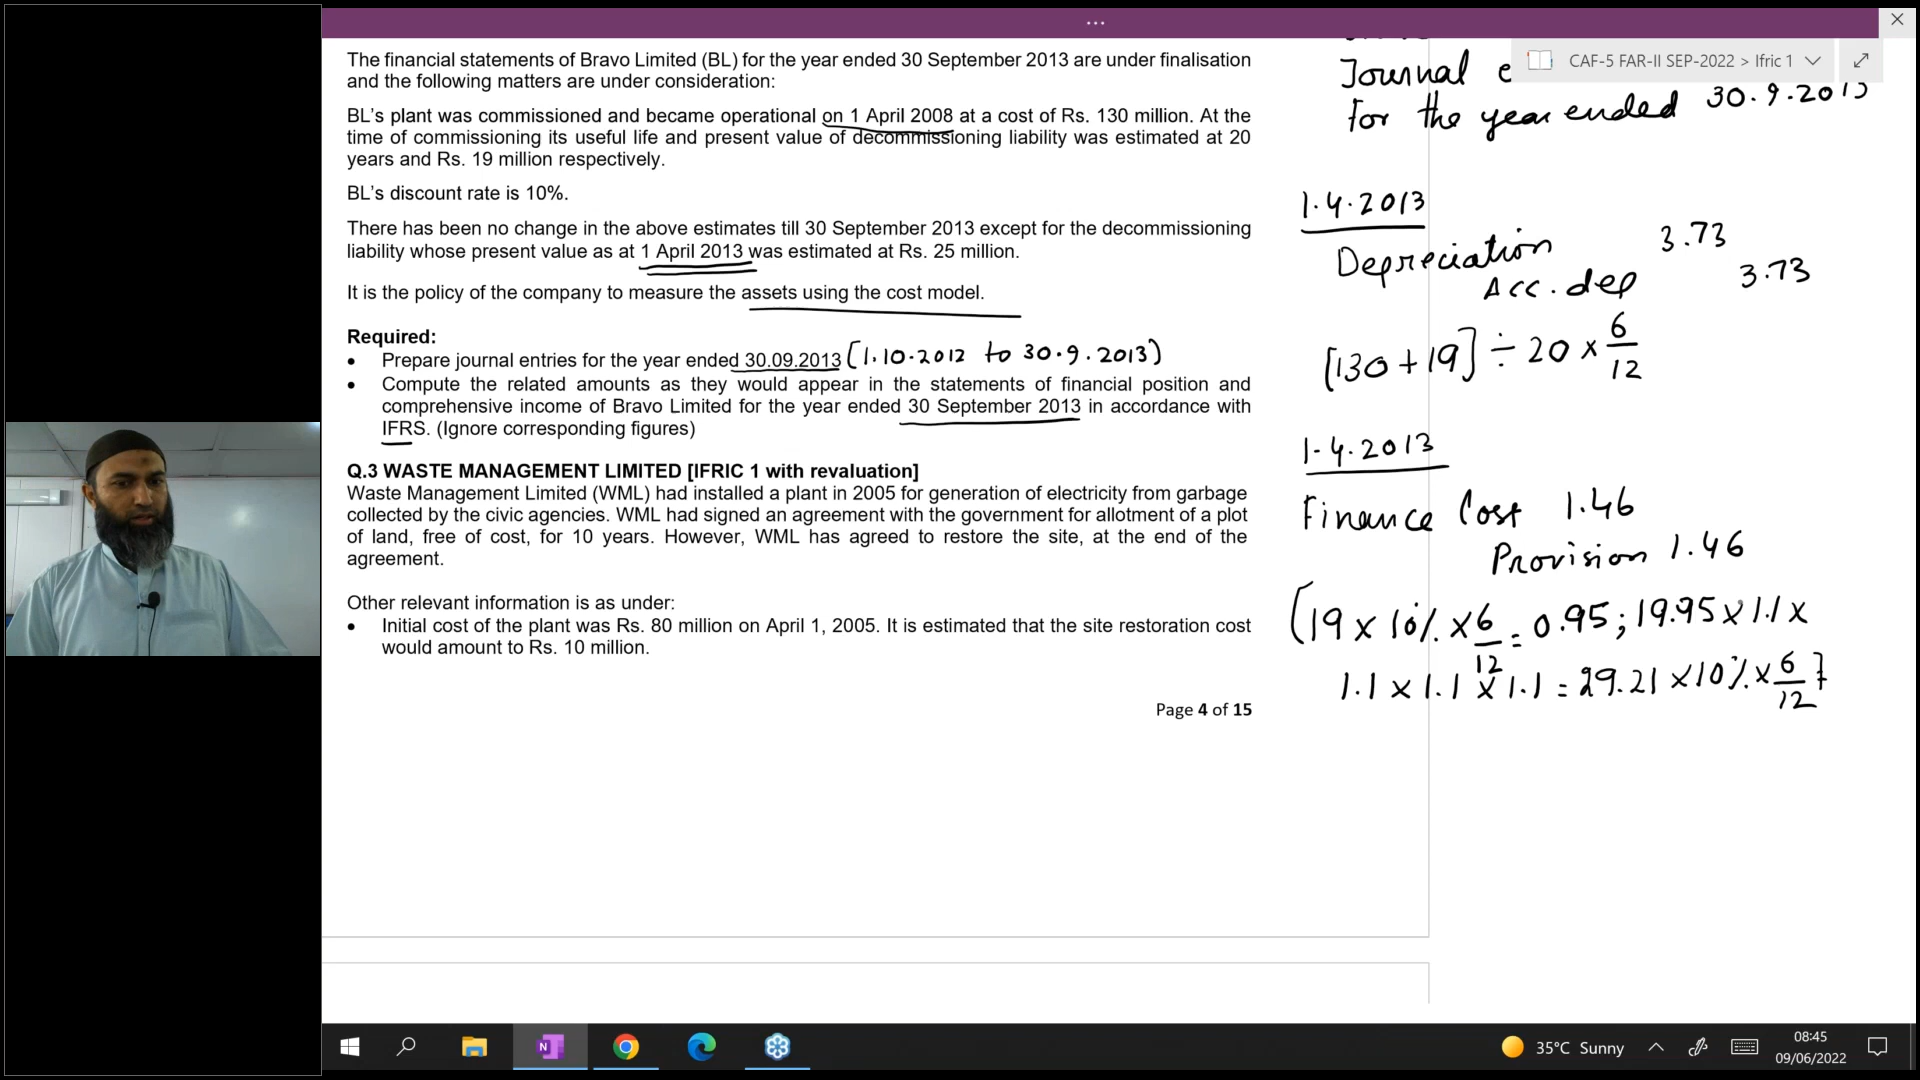 ...
CAF-5 FAR-II SEP-2022 > Ifric 1
The financial statements of Bravo Limited (BL) for the year ended 30 September 2013 are under finalisation
and the following matters are under consideration:
BL's plant was commissioned and became operational on 1 April 2008 at a cost of Rs. 130 million. At the
time of commissioning its useful life and present value of decommissioning liability was estimated at 20
years and Rs. 19 million respectively.
BL's discount rate is 10%.
There has been no change in the above estimates till 30 September 2013 except for the decommissioning
liability whose present value as at 1 April 2013 was estimated at Rs. 25 million.
It is the policy of the company to measure the assets using the cost model.
Required:
• Prepare journal entries for the year ended 30.09.2013 (1.10.2012 to 30.9.2013)
• Compute the related amounts as they would appear in the statements of financial position and
comprehensive income of Bravo Limited for the year ended 30 September 2013 in accordance with
IFRS. (Ignore corresponding figures)
Q.3 WASTE MANAGEMENT LIMITED [IFRIC 1 with revaluation]
Waste Management Limited (WML) had installed a plant in 2005 for generation of electricity from garbage
collected by the civic agencies. WML had signed an agreement with the government for allotment of a plot
of land, free of cost, for 10 years. However, WML has agreed to restore the site, at the end of the
agreement.
Other relevant information is as under:
• Initial cost of the plant was Rs. 80 million on April 1, 2005. It is estimated that the site restoration cost
would amount to Rs. 10 million.
Page 4 of 15
Journal e
For the year ended 30.9.2013
1.4.2013
Depreciation 3.73
Acc. dep 3.73
[130+19] ÷ 20 × 6/12
1-4.2013
Finance Cost 1.46
Provision 1.46
(19 × 10% × 6/12 = 0.95; 19.95 × 1.1 ×
1.1 × 1.1 × 1.1 = 29.21 × 10% × 6/12}
35°C Sunny
08:45
09/06/2022